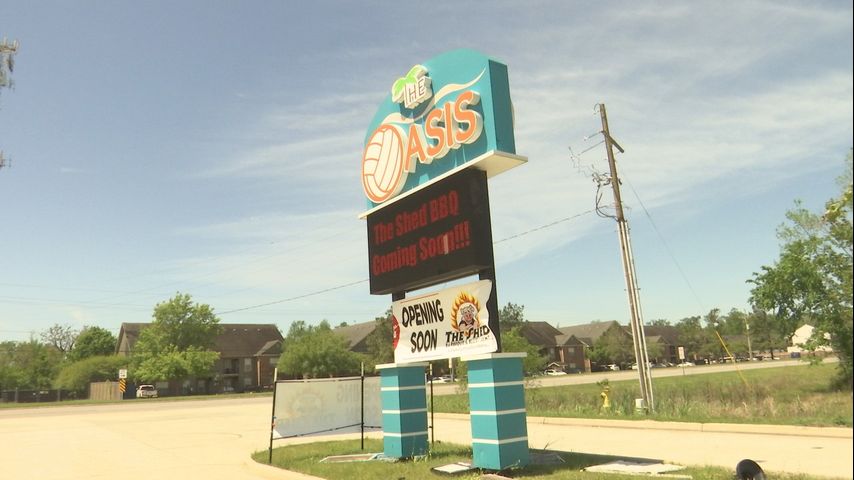 THE
OASIS
The Shed BBQ
Coming Soon!!!
OPENING
SOON
THE SHED